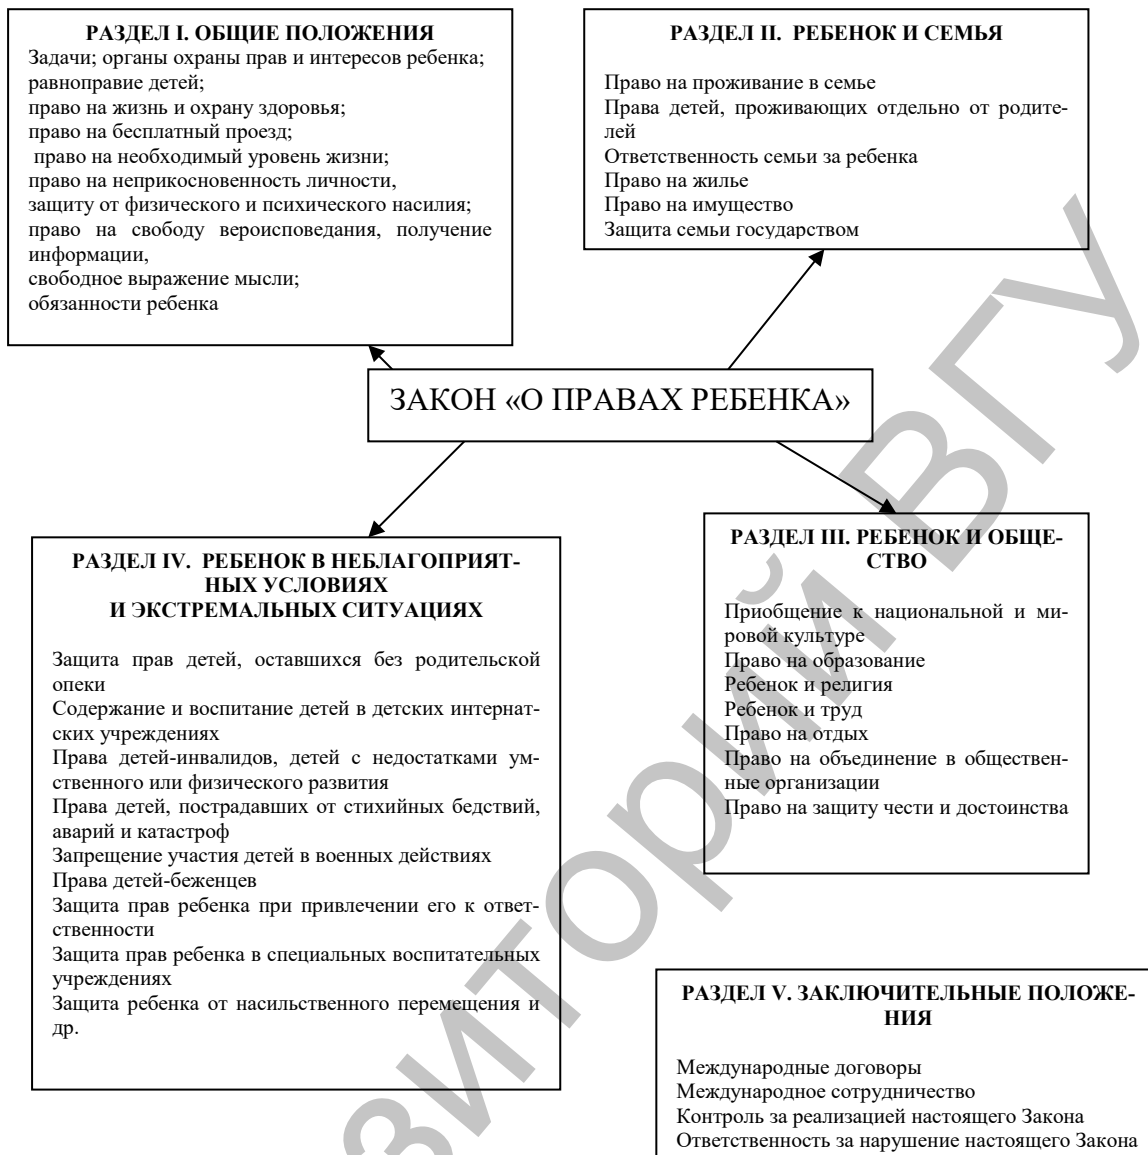 РАЗДЕЛ I. ОБЩИЕ ПОЛОЖЕНИЯ
Задачи; органы охраны прав и интересов ребенка;
равноправие детей;
право на жизнь и охрану здоровья;
право на бесплатный проезд;
право на необходимый уровень жизни;
право на неприкосновенность личности,
защиту от физического и психического насилия;
право на свободу вероисповедания, получение
информации,
свободное выражение мысли;
обязанности ребенка
РАЗДЕЛ II. РЕБЕНОК И СЕМЬЯ
Право на проживание в семье
Права детей, проживающих отдельно от родите-
лей
Ответственность семьи за ребенка
Право на жилье
Право на имущество
Защита семьи государством
ЗАКОН «О ПРАВАХ РЕБЕНКА»
РАЗДЕЛ IV. РЕБЕНОК В НЕБЛАГОПРИЯТ-
НЫХ УСЛОВИЯХ
И ЭКСТРЕМАЛЬНЫХ СИТУАЦИЯХ
Защита прав детей, оставшихся без родительской
опеки
Содержание и воспитание детей в детских интернат-
ских учреждениях
Права детей-инвалидов, детей с недостатками ум-
ственного или физического развития
Права детей, пострадавших от стихийных бедствий,
аварий и катастроф
Запрещение участия детей в военных действиях
Права детей-беженцев
Защита прав ребенка при привлечении его к ответ-
ственности
Защита прав ребенка в специальных воспитательных
учреждениях
Защита ребенка от насильственного перемещения и
др.
РАЗДЕЛ III. РЕБЕНОК И ОБЩЕ-
СТВО
Приобщение к национальной и ми-
ровой культуре
Право на образование
Ребенок и религия
Ребенок и труд
Право на отдых
Право на объединение в обществен-
ные организации
Право на защиту чести и достоинства
РАЗДЕЛ V. ЗАКЛЮЧИТЕЛЬНЫЕ ПОЛОЖЕ-
НИЯ
Международные договоры
Международное сотрудничество
Контроль за реализацией настоящего Закона
Ответственность за нарушение настоящего Закона
зиторий ВГУ